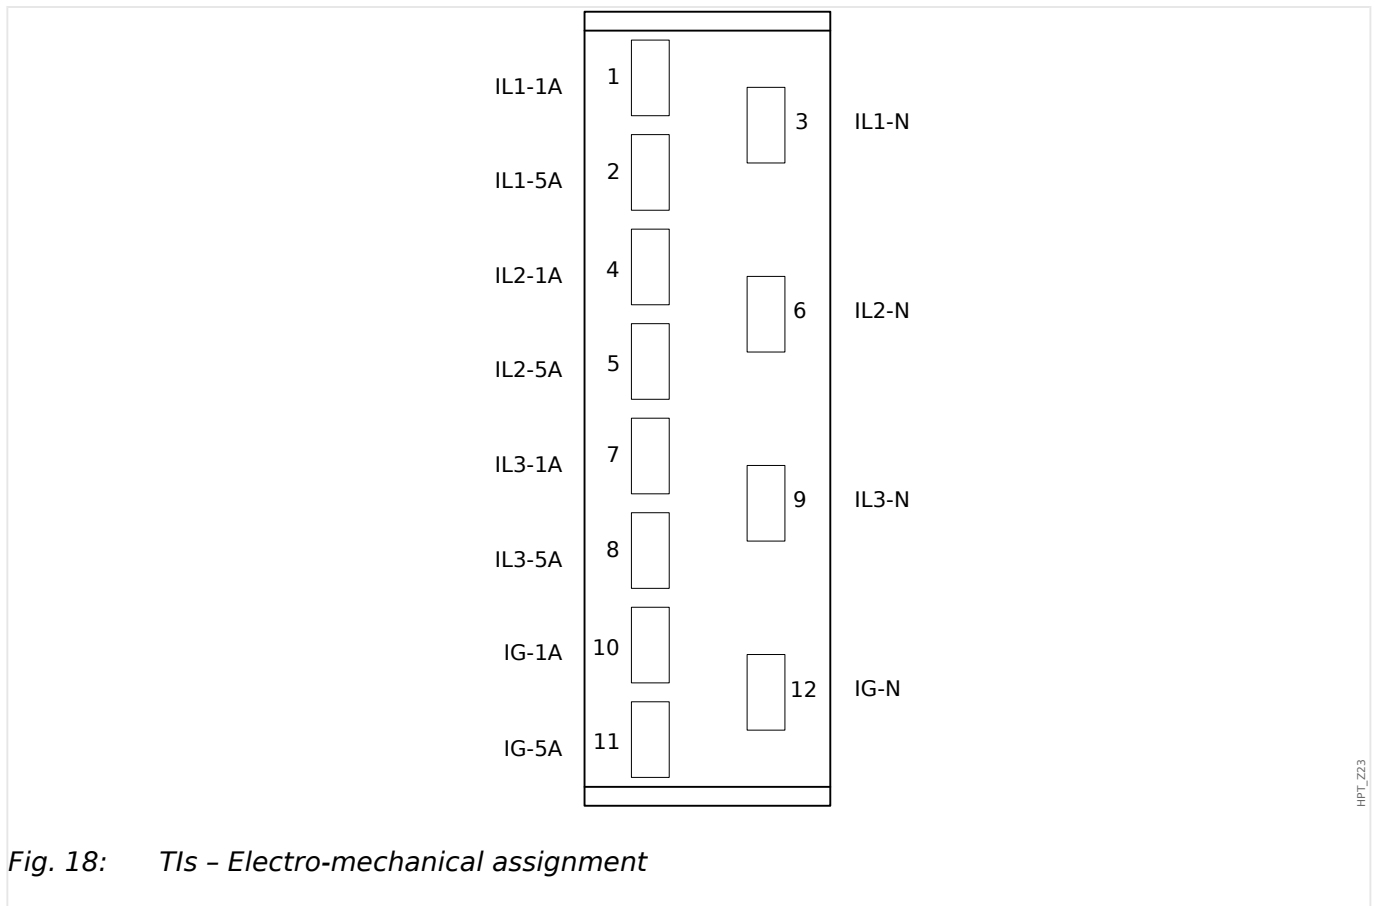 IL1-1A 1
3 IL1-N
IL1-5A 2
IL2-1A 4
6 IL2-N
IL2-5A 5
IL3-1A 7
9 IL3-N
IL3-5A 8
IG-1A 10
12 IG-N
IG-5A 11
HPT_Z23
Fig. 18: TIs – Electro-mechanical assignment